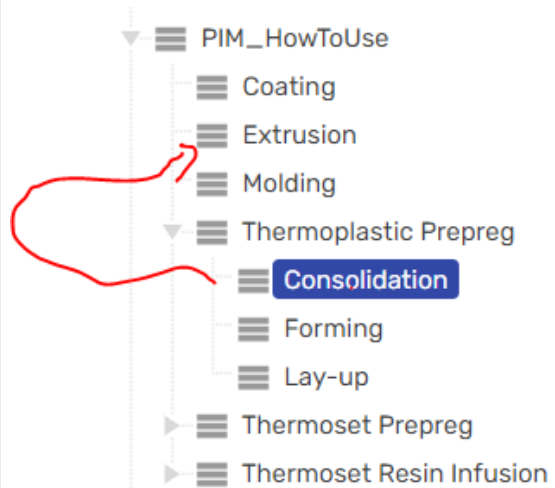 PIM_HowToUse
Coating
Extrusion
Molding
Thermoplastic Prepreg
Consolidation
Forming
Lay-up
Thermoset Prepreg
Thermoset Resin Infusion